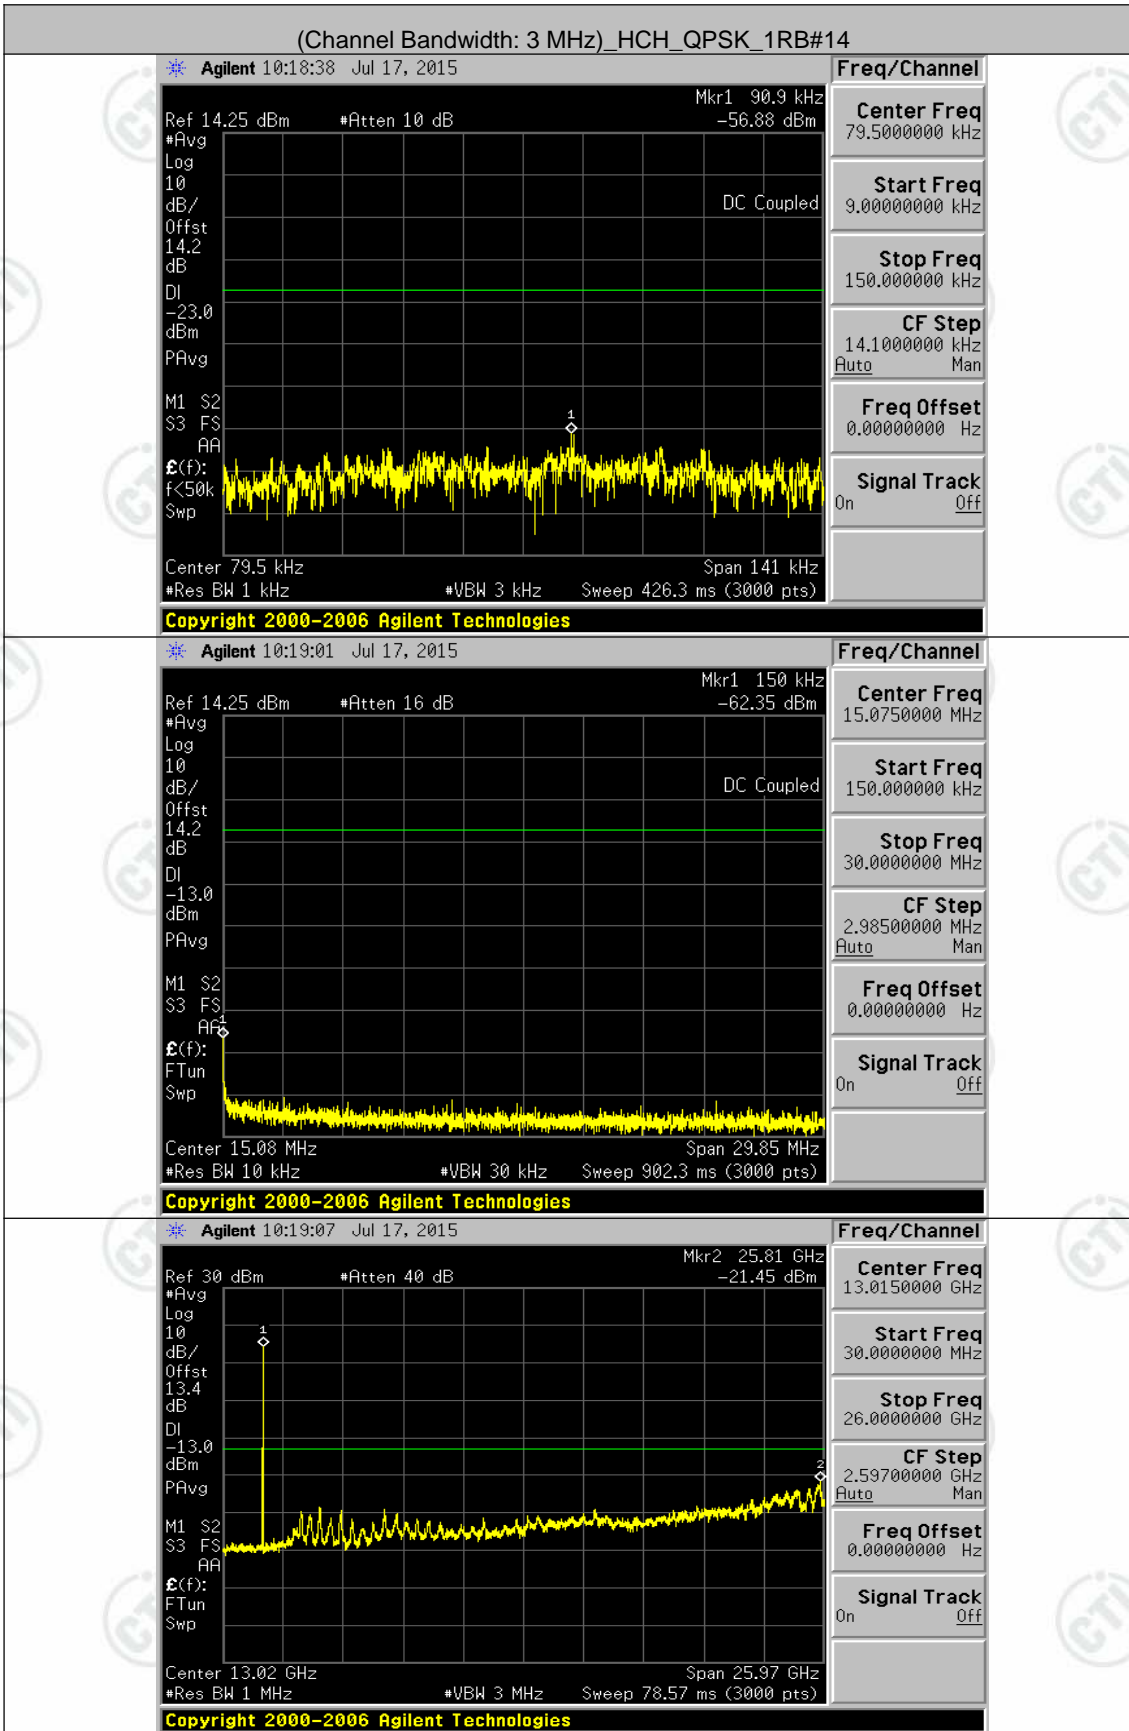 (Channel Bandwidth: 3 MHz)_HCH_QPSK_1RB#14
Agilent 10:18:38 Jul 17, 2015
Freq/Channel
Mkr1 90.9 kHz
Ref 14.25 dBm #Atten 10 dB -56.88 dBm
#Avg
Log
10
dB/
Offst
14.2
dB
DI
-23.0
dBm
PAvg
M1 S2
S3 FS
AA
£(f):
f<50k
Swp
DC Coupled
1
Center 79.5 kHz Span 141 kHz
#Res BW 1 kHz #VBW 3 kHz Sweep 426.3 ms (3000 pts)
Copyright 2000-2006 Agilent Technologies
Center Freq
79.5000000 kHz
Start Freq
9.00000000 kHz
Stop Freq
150.000000 kHz
CF Step
14.1000000 kHz
Auto Man
Freq Offset
0.00000000 Hz
Signal Track
On Off
Agilent 10:19:01 Jul 17, 2015
Freq/Channel
Mkr1 150 kHz
Ref 14.25 dBm #Atten 16 dB -62.35 dBm
#Avg
Log
10
dB/
Offst
14.2
dB
DI
-13.0
dBm
PAvg
M1 S2
S3 FS
AA
£(f):
FTun
Swp
DC Coupled
1
Center 15.08 MHz Span 29.85 MHz
#Res BW 10 kHz #VBW 30 kHz Sweep 902.3 ms (3000 pts)
Copyright 2000-2006 Agilent Technologies
Center Freq
15.0750000 MHz
Start Freq
150.000000 kHz
Stop Freq
30.0000000 MHz
CF Step
2.98500000 MHz
Auto Man
Freq Offset
0.00000000 Hz
Signal Track
On Off
Agilent 10:19:07 Jul 17, 2015
Freq/Channel
Mkr2 25.81 GHz
Ref 30 dBm #Atten 40 dB -21.45 dBm
#Avg
Log
10
dB/
Offst
13.4
dB
DI
-13.0
dBm
PAvg
M1 S2
S3 FS
AA
£(f):
FTun
Swp
1
2
Center 13.02 GHz Span 25.97 GHz
#Res BW 1 MHz #VBW 3 MHz Sweep 78.57 ms (3000 pts)
Copyright 2000-2006 Agilent Technologies
Center Freq
13.0150000 GHz
Start Freq
30.0000000 MHz
Stop Freq
26.0000000 GHz
CF Step
2.59700000 GHz
Auto Man
Freq Offset
0.00000000 Hz
Signal Track
On Off
CTI
CTI
CTI
CTI
CTI
CTI
CTI
CTI